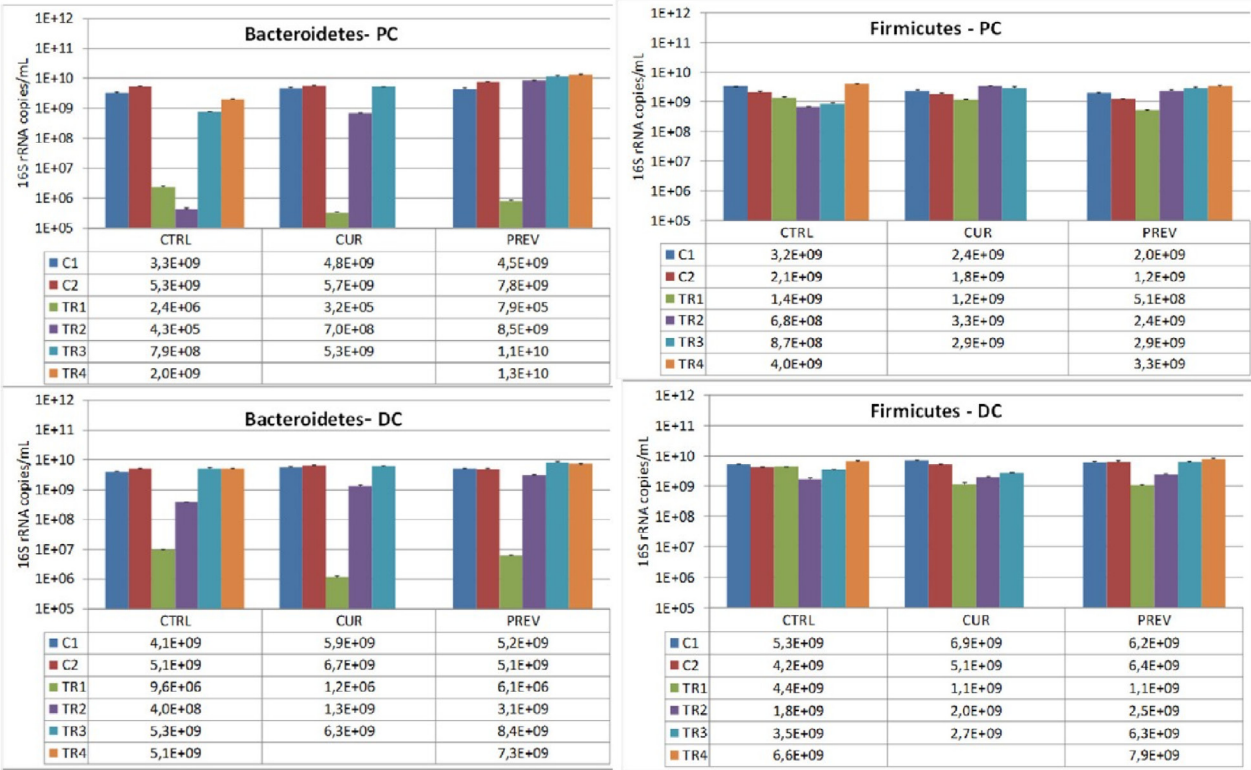 Bacteroidetes- PC
16S rRNA copies/mL
1E+12
1E+11
1E+10
1E+09
1E+08
1E+07
1E+06
1E+05
CTRL CUR PREV
C1 3,3E+09 4,8E+09 4,5E+09
C2 5,3E+09 5,7E+09 7,8E+09
TR1 2,4E+06 3,2E+05 7,9E+05
TR2 4,3E+05 7,0E+08 8,5E+09
TR3 7,9E+08 5,3E+09 1,1E+10
TR4 2,0E+09 1,3E+10
Firmicutes - PC
16S rRNA copies/mL
1E+12
1E+11
1E+10
1E+09
1E+08
1E+07
1E+06
1E+05
CTRL CUR PREV
C1 3,2E+09 2,4E+09 2,0E+09
C2 2,1E+09 1,8E+09 1,2E+09
TR1 1,4E+09 1,2E+09 5,1E+08
TR2 6,8E+08 3,3E+09 2,4E+09
TR3 8,7E+08 2,9E+09 2,9E+09
TR4 4,0E+09 3,3E+09
Bacteroidetes- DC
16S rRNA copies/mL
1E+12
1E+11
1E+10
1E+09
1E+08
1E+07
1E+06
1E+05
CTRL CUR PREV
C1 4,1E+09 5,9E+09 5,2E+09
C2 5,1E+09 6,7E+09 5,1E+09
TR1 9,6E+06 1,2E+06 6,1E+06
TR2 4,0E+08 1,3E+09 3,1E+09
TR3 5,3E+09 6,3E+09 8,4E+09
TR4 5,1E+09 7,3E+09
Firmicutes - DC
16S rRNA copies/mL
1E+12
1E+11
1E+10
1E+09
1E+08
1E+07
1E+06
1E+05
CTRL CUR PREV
C1 5,3E+09 6,9E+09 6,2E+09
C2 4,2E+09 5,1E+09 6,4E+09
TR1 4,4E+09 1,1E+09 1,1E+09
TR2 1,8E+09 2,0E+09 2,5E+09
TR3 3,5E+09 2,7E+09 6,3E+09
TR4 6,6E+09 7,9E+09